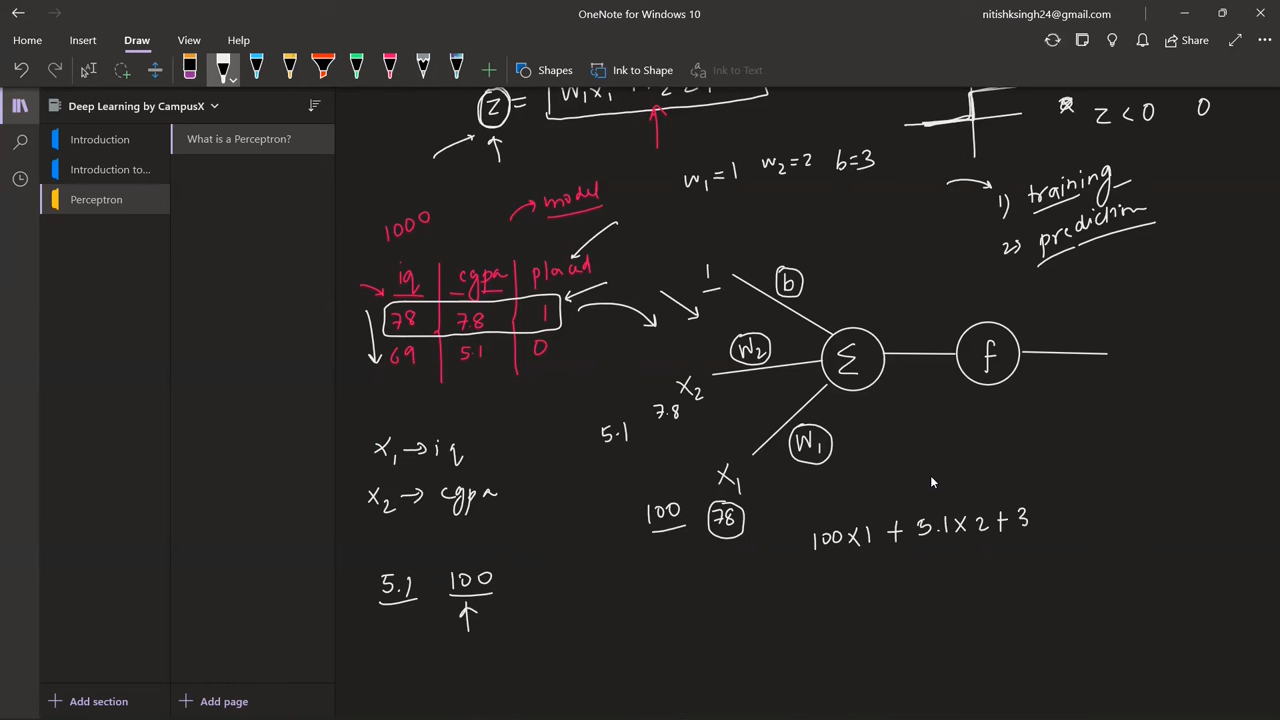 OneNote for Windows 10
nitishksingh24@gmail.com
Home Insert Draw View Help
Share
Shapes Ink to Shape Ink to Text
Deep Learning by CampusX
Introduction
Introduction to...
Perceptron
What is a Perceptron?
Add section
Add page
z = W1x1
z < 0 0
w1=1 w2=2 b=3
1) training
2) prediction
model
1000
iq cgpa placed
78 7.8 1
69 5.1 0
1 b
W2
Σ f
X2
7.8
5.1
W1
X1
100 78
x1 → iq
x2 → cgpa
100x1 + 5.1x2+3
5.1 100